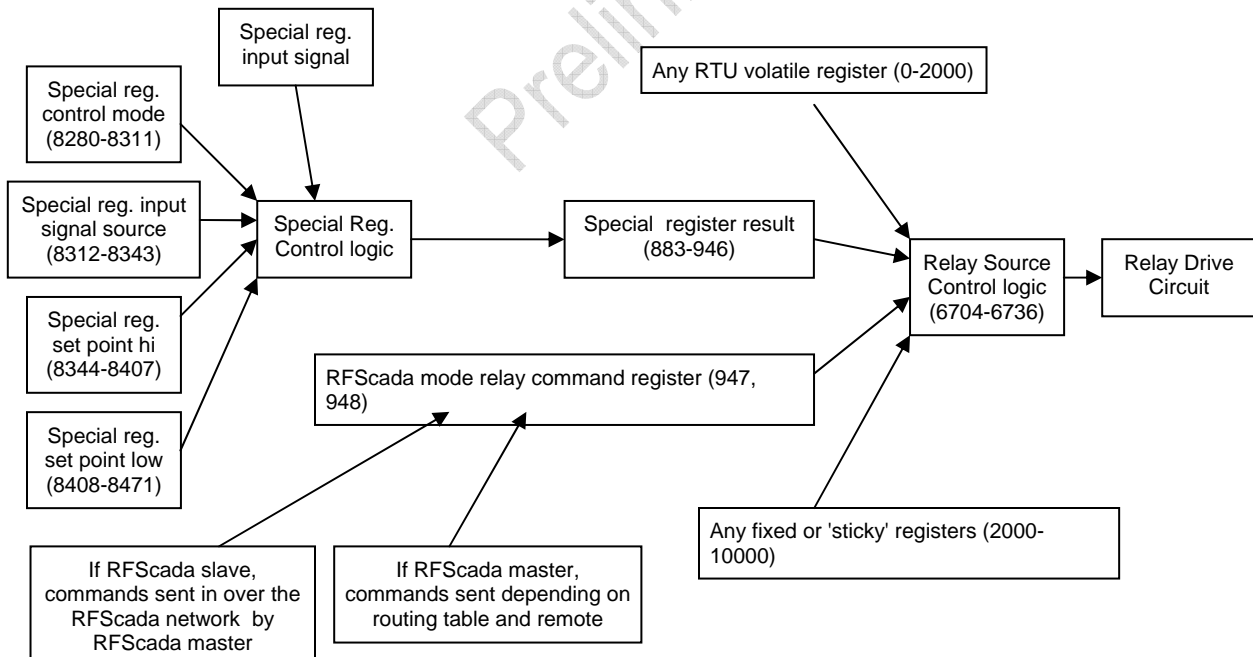 Prelim
Special reg.
input signal
Any RTU volatile register (0-2000)
Special reg.
control mode
(8280-8311)
Special reg. input
signal source
(8312-8343)
Special Reg.
Control logic
Special  register result
(883-946)
Relay Source
Control logic
(6704-6736)
Relay Drive
Circuit
Special reg.
set point hi
(8344-8407)
RFScada mode relay command register (947,
948)
Special reg.
set point low
(8408-8471)
Any fixed or 'sticky' registers (2000-
10000)
If RFScada slave,
commands sent in over the
RFScada network  by
RFScada master
If RFScada master,
commands sent depending on
routing table and remote